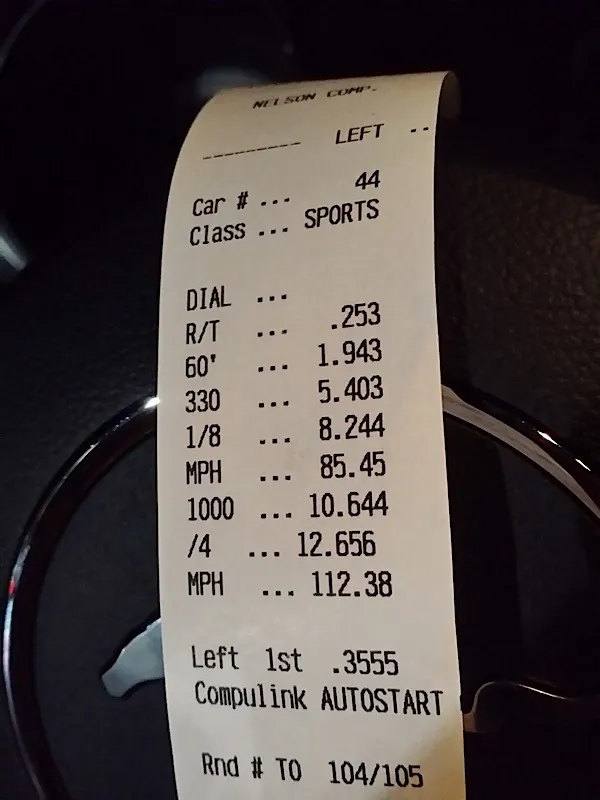 NELSON COMP.
--------- LEFT --
Car # ... 44
Class ... SPORTS
DIAL ...
R/T ... .253
60' ... 1.943
330 ... 5.403
1/8 ... 8.244
MPH ... 85.45
1000 ... 10.644
/4 ... 12.656
MPH ... 112.38
Left 1st .3555
Compulink AUTOSTART
Rnd # TO 104/105